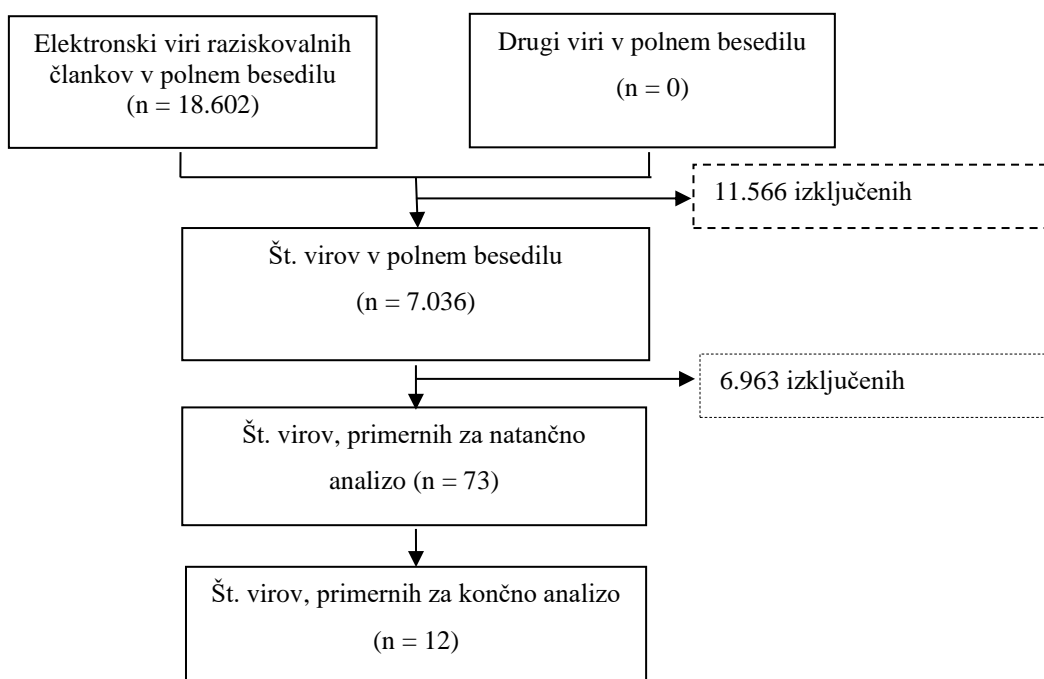 Elektronski viri raziskovalnih
člankov v polnem besedilu
(n = 18.602)
Drugi viri v polnem besedilu
(n = 0)
11.566 izključenih
Št. virov v polnem besedilu
(n = 7.036)
6.963 izključenih
Št. virov, primernih za natančno
analizo (n = 73)
Št. virov, primernih za končno analizo
(n = 12)